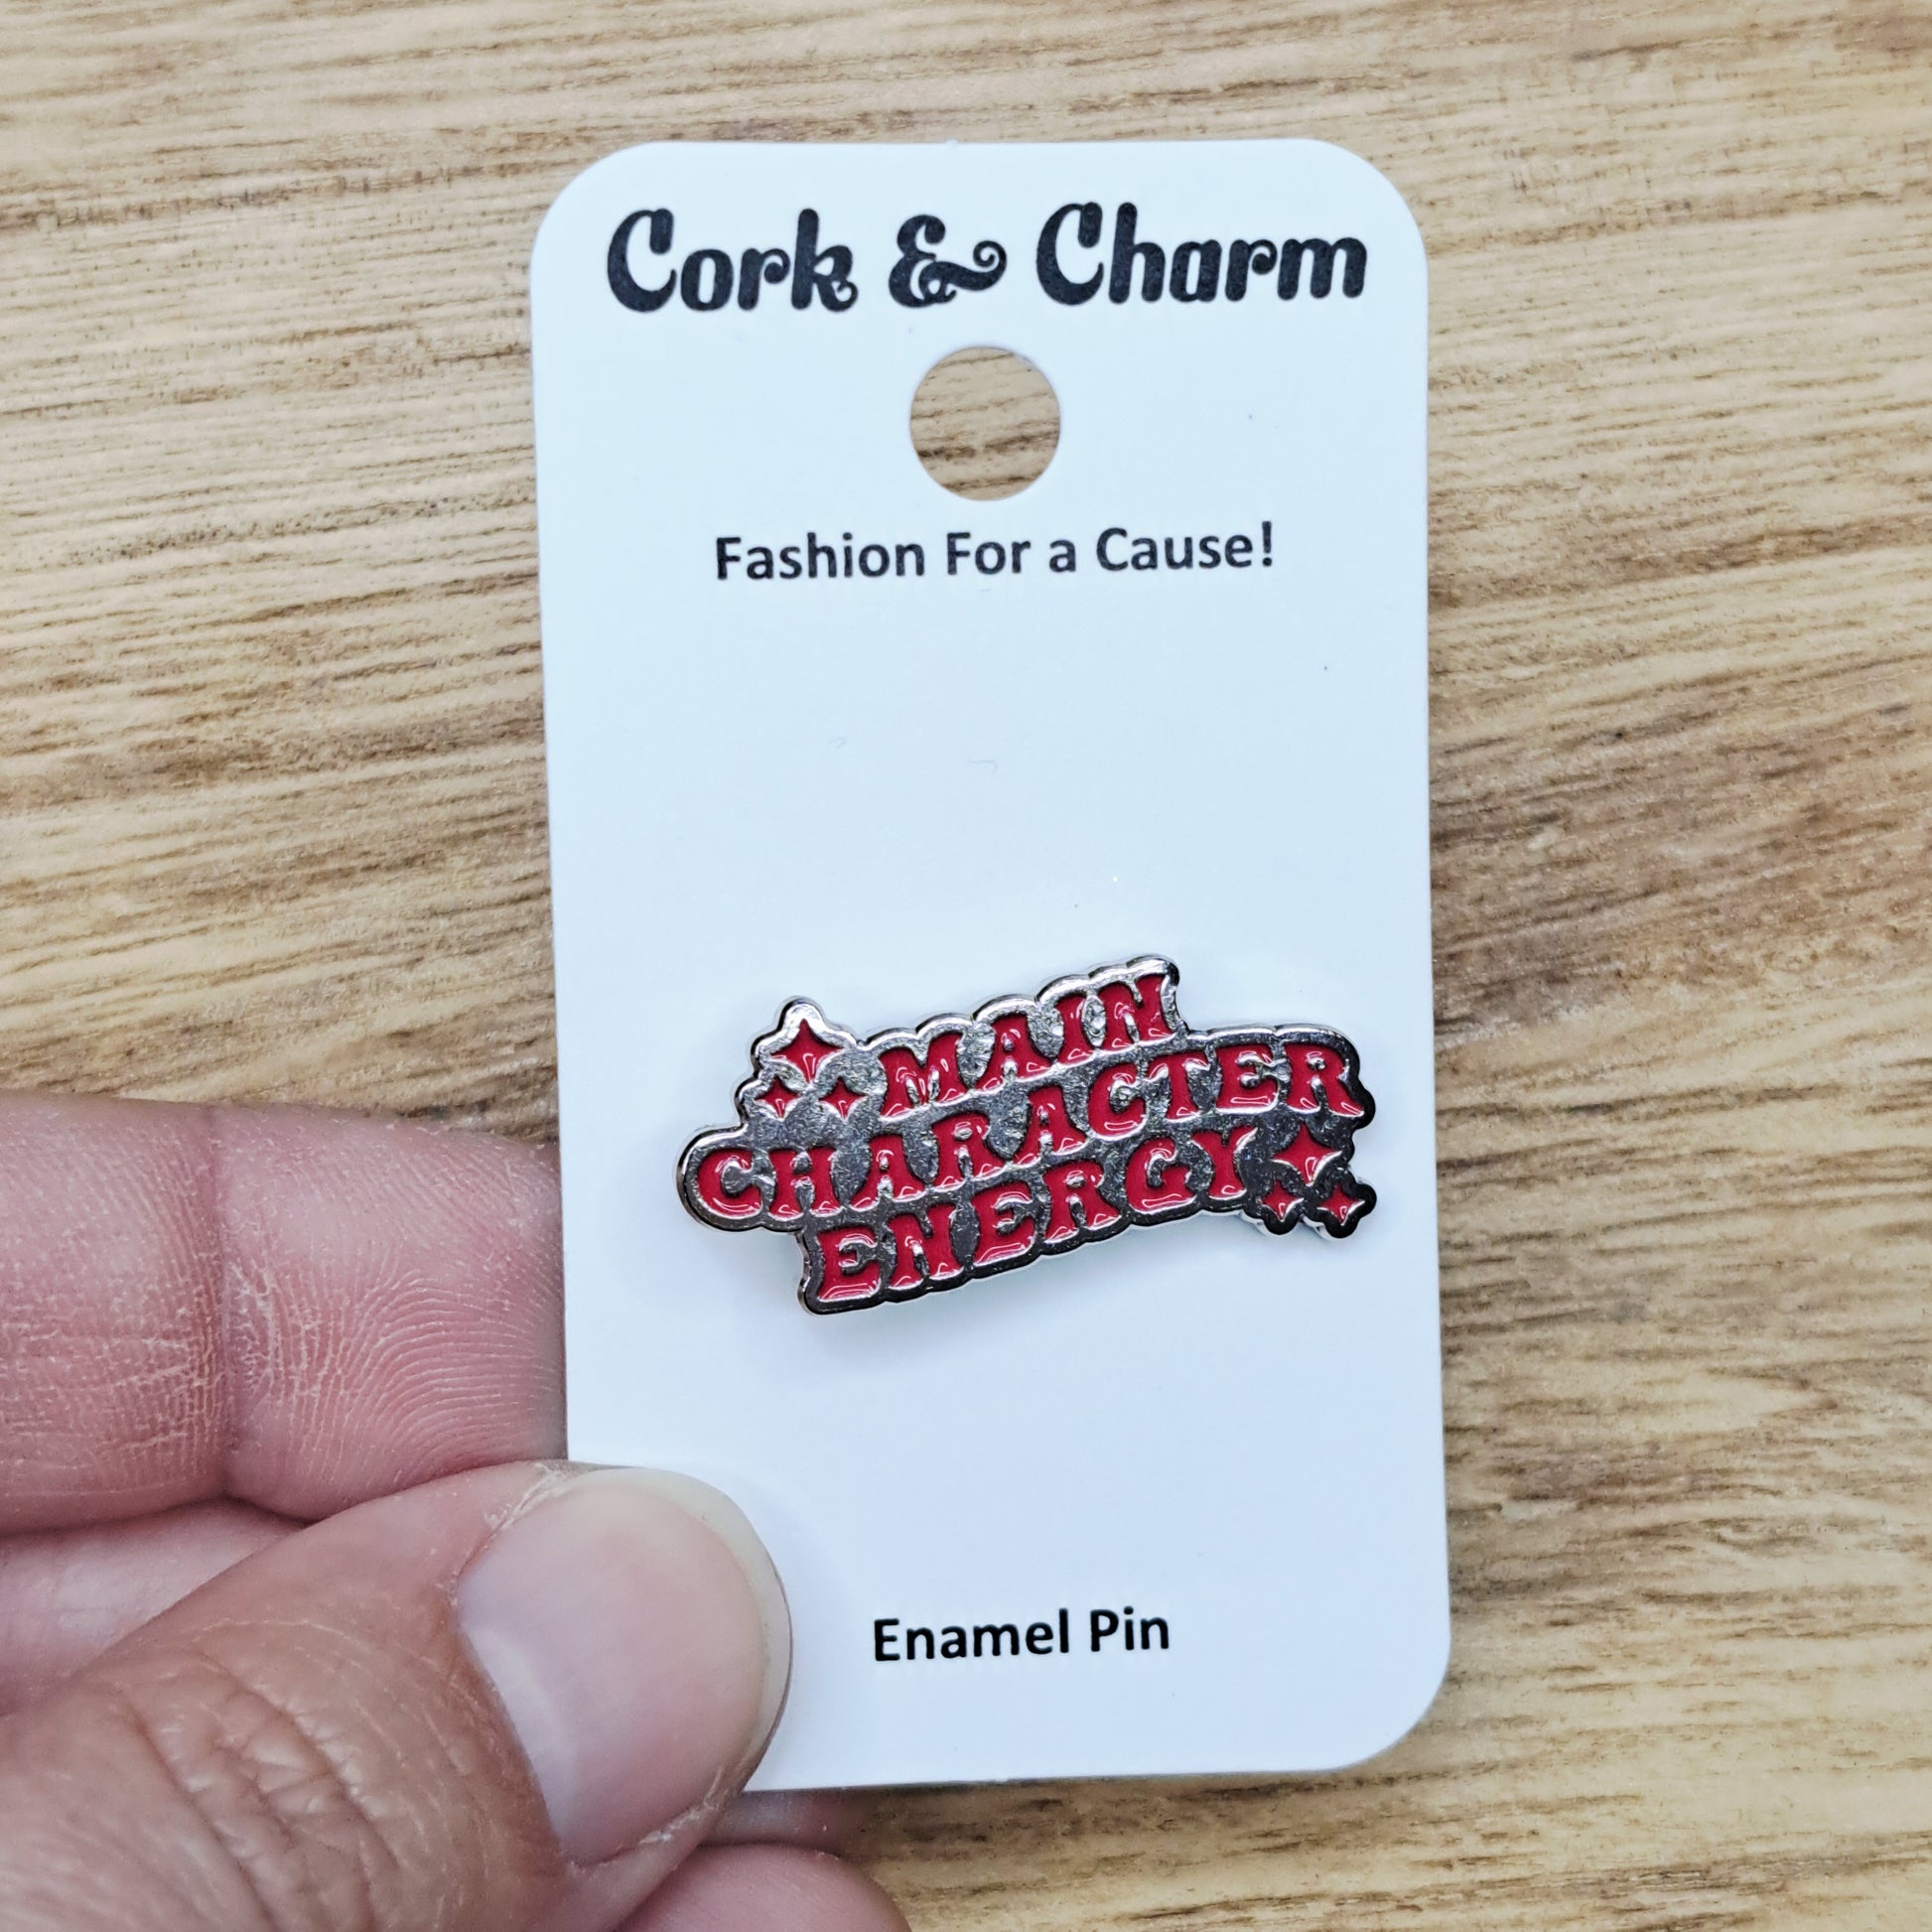 Cork & Charm
Fashion For a Cause!
MAIN
CHARACTER
ENERGY
Enamel Pin